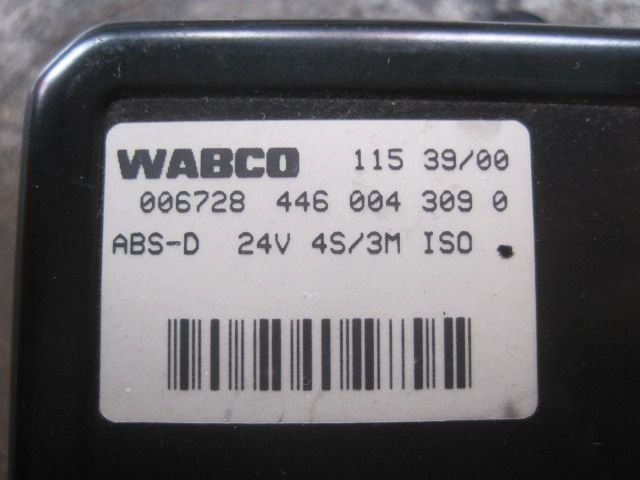 WABCO 115 39/00
006728 446 004 309 0
ABS-D 24V 4S/3M ISO